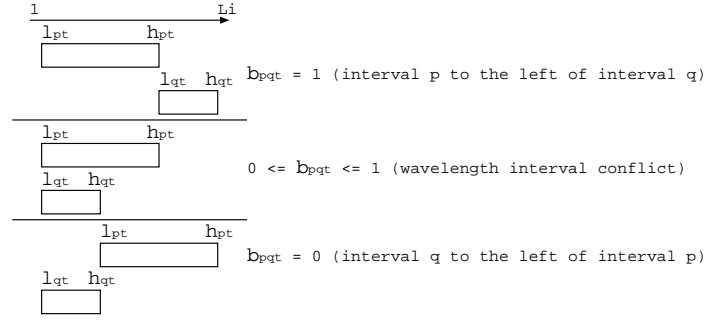 1 Li
lpt hpt
lqt hqt
bpqt = 1 (interval p to the left of interval q)
lpt hpt
0 <= bpqt <= 1 (wavelength interval conflict)
lqt hqt
lpt hpt
bpqt = 0 (interval q to the left of interval p)
lqt hqt